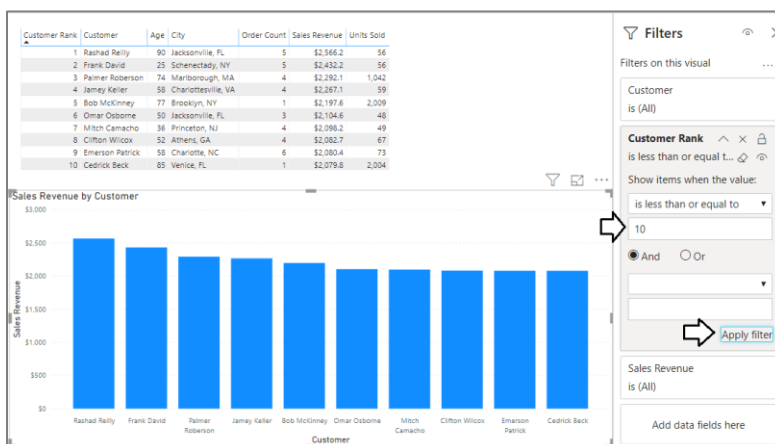 Customer Rank Customer Age City Order Count Sales Revenue Units Sold
1 Rashad Reilly 90 Jacksonville, FL 5 $2,566.2 56
2 Frank David 25 Schenectady, NY 5 $2,432.2 56
3 Palmer Roberson 74 Marlborough, MA 4 $2,292.1 1,042
4 Jamey Keller 58 Charlottesville, VA 4 $2,267.1 59
5 Bob McKinney 77 Brooklyn, NY 1 $2,197.6 2,009
6 Omar Osborne 50 Jacksonville, FL 3 $2,104.6 48
7 Mitch Camacho 36 Princeton, NJ 4 $2,098.2 49
8 Clifton Wilcox 52 Athens, GA 4 $2,082.7 67
9 Emerson Patrick 58 Charlotte, NC 6 $2,080.4 73
10 Cedrick Beck 85 Venice, FL 1 $2,079.8 2,004
Sales Revenue by Customer
$3,000
$2,500
$2,000
$1,500
$1,000
$500
$0
Sales Revenue
Rashad Reilly Frank David Palmer Roberson Jamey Keller Bob McKinney Omar Osborne Mitch Camacho Clifton Wilcox Emerson Patrick Cedrick Beck
Customer
Filters
Filters on this visual ...
Customer
is (All)
Customer Rank
is less than or equal t...
Show items when the value:
is less than or equal to
10
And Or
Apply filter
Sales Revenue
is (All)
Add data fields here